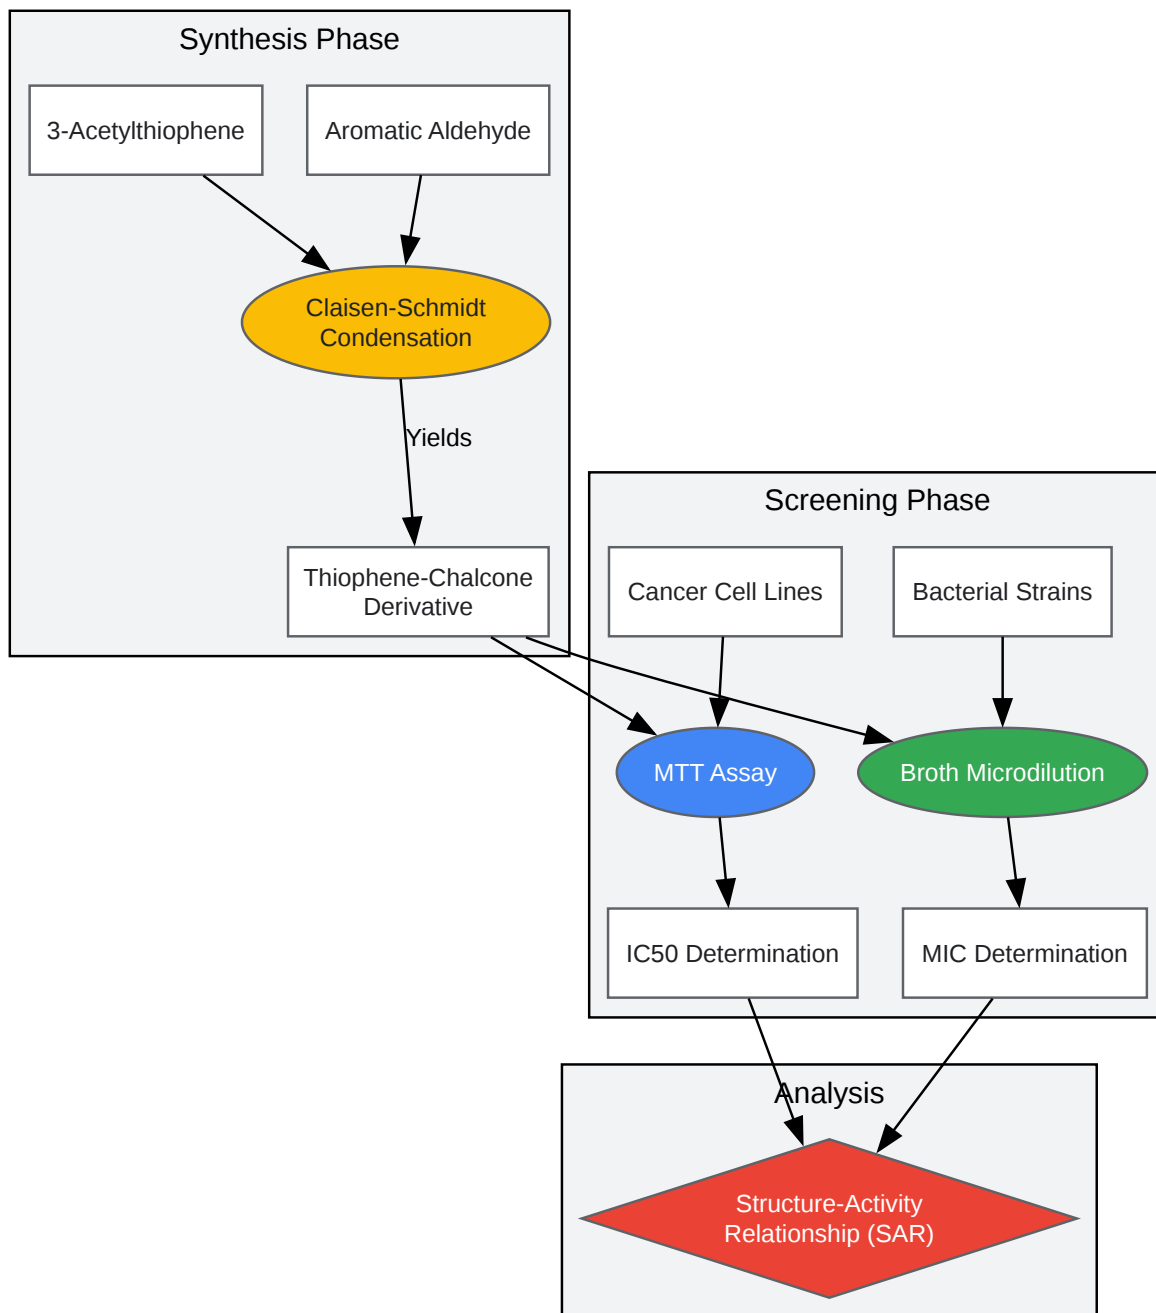 Synthesis Phase
3-Acetylthiophene
Aromatic Aldehyde
Claisen-Schmidt
Condensation
Yields
Thiophene-Chalcone
Derivative
Screening Phase
Cancer Cell Lines
Bacterial Strains
MTT Assay
Broth Microdilution
IC50 Determination
MIC Determination
Analysis
Structure-Activity
Relationship (SAR)